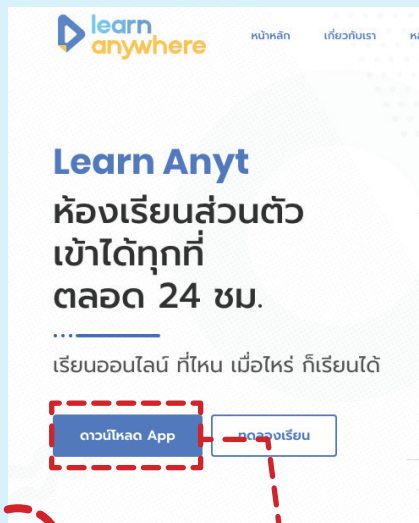 learn
anywhere
หน้าหลัก เกี่ยวกับเรา
Learn Anyt
ห้องเรียนส่วนตัว
เข้าได้ทุกที่
ตลอด 24 ชม.
เรียนออนไลน์ ที่ไหน เมื่อไหร่ ก็เรียนได้
ดาวน์โหลด App ทดลองเรียน